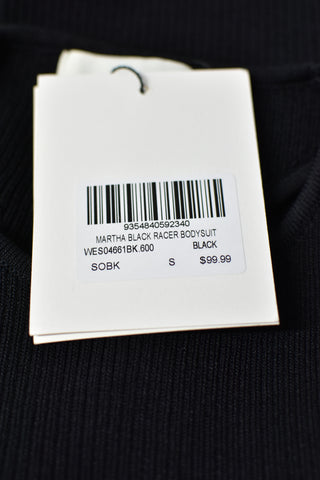 9354840592340
MARTHA BLACK RACER BODYSUIT
WES04661BK.600 BLACK
SOBK S $99.99